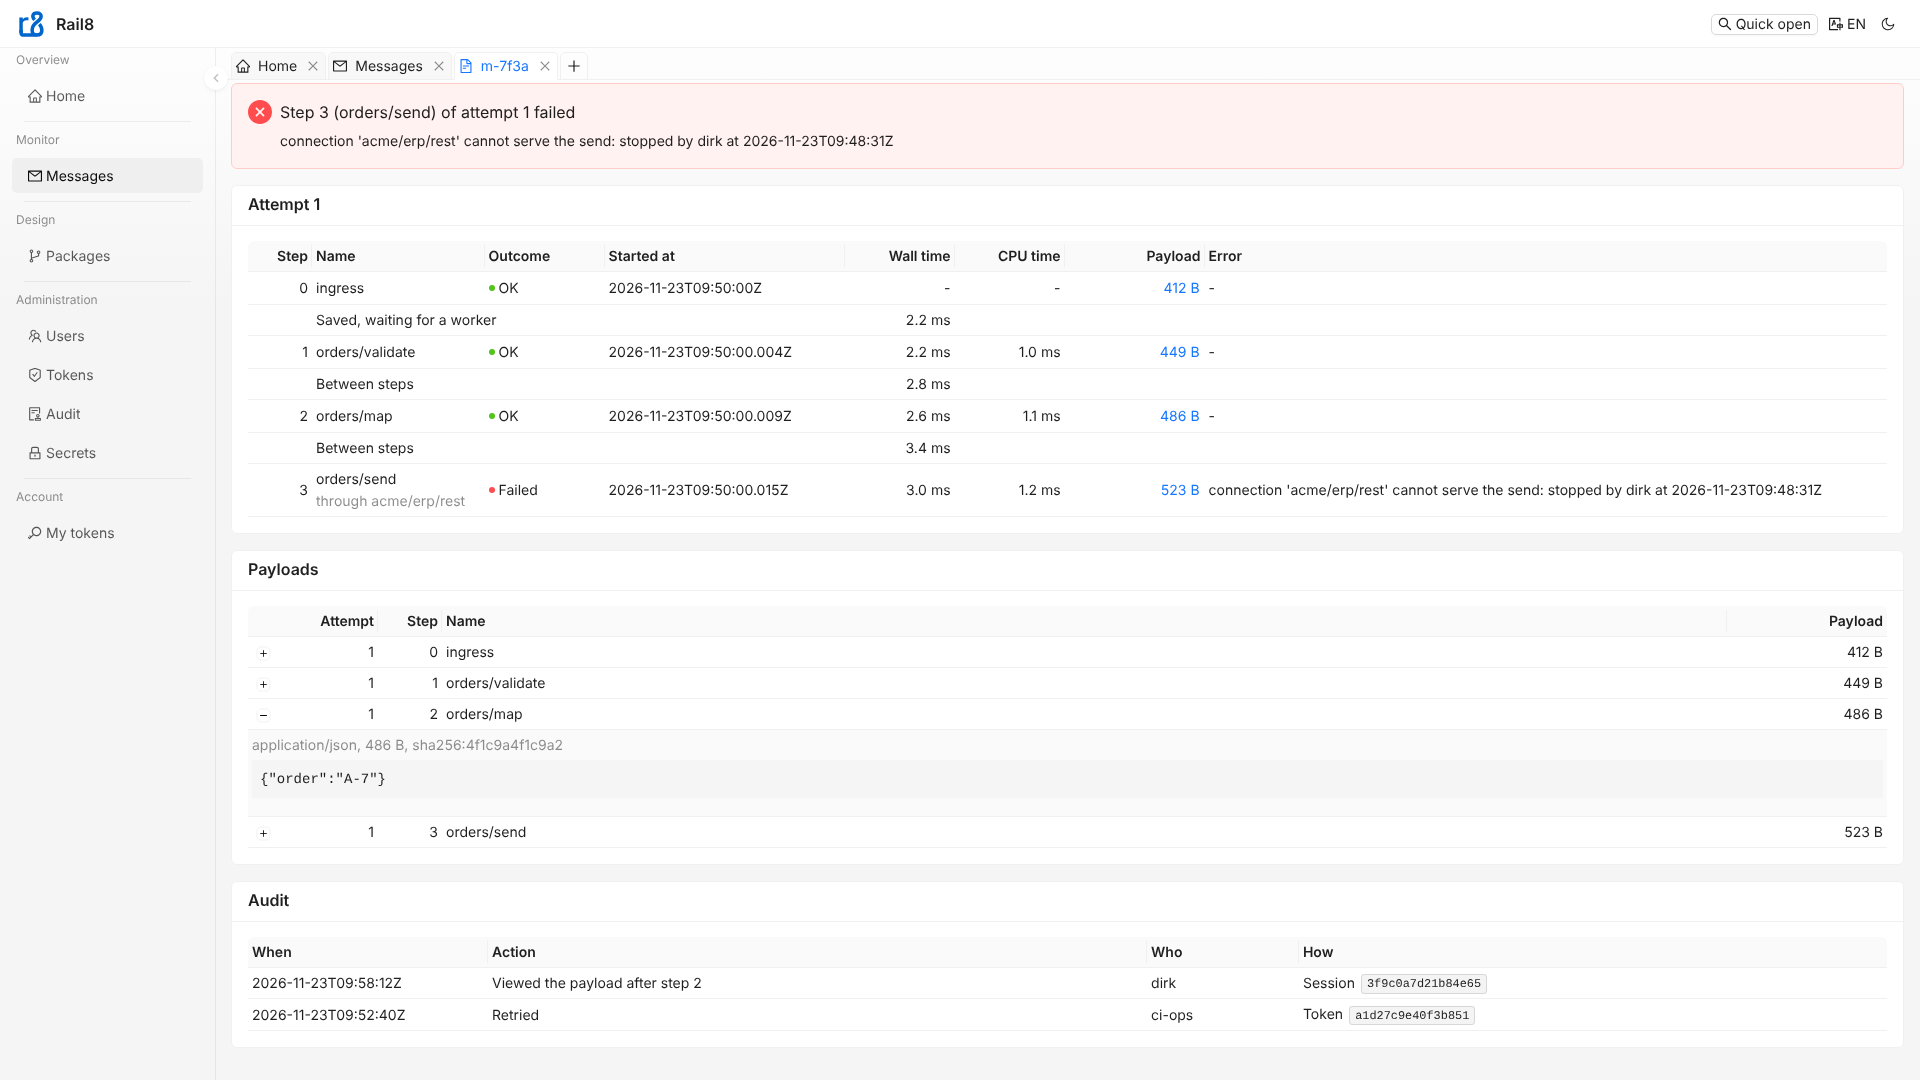 Rail8
Quick open
EN
Overview
Home
Monitor
Messages
Design
Packages
Administration
Users
Tokens
Audit
Secrets
Account
My tokens
Home
Messages
m-7f3a
Step 3 (orders/send) of attempt 1 failed
connection 'acme/erp/rest' cannot serve the send: stopped by dirk at 2026-11-23T09:48:31Z
Attempt 1
Step Name Outcome Started at Wall time CPU time Payload Error
0 ingress OK 2026-11-23T09:50:00Z - - 412 B -
Saved, waiting for a worker 2.2 ms
1 orders/validate OK 2026-11-23T09:50:00.004Z 2.2 ms 1.0 ms 449 B -
Between steps 2.8 ms
2 orders/map OK 2026-11-23T09:50:00.009Z 2.6 ms 1.1 ms 486 B -
Between steps 3.4 ms
3 orders/send Failed 2026-11-23T09:50:00.015Z 3.0 ms 1.2 ms 523 B connection 'acme/erp/rest' cannot serve the send: stopped by dirk at 2026-11-23T09:48:31Z
through acme/erp/rest
Payloads
Attempt Step Name Payload
+ 1 0 ingress 412 B
+ 1 1 orders/validate 449 B
− 1 2 orders/map 486 B
application/json, 486 B, sha256:4f1c9a4f1c9a2
{"order":"A-7"}
+ 1 3 orders/send 523 B
Audit
When Action Who How
2026-11-23T09:58:12Z Viewed the payload after step 2 dirk Session 3f9c0a7d21b84e65
2026-11-23T09:52:40Z Retried ci-ops Token a1d27c9e40f3b851